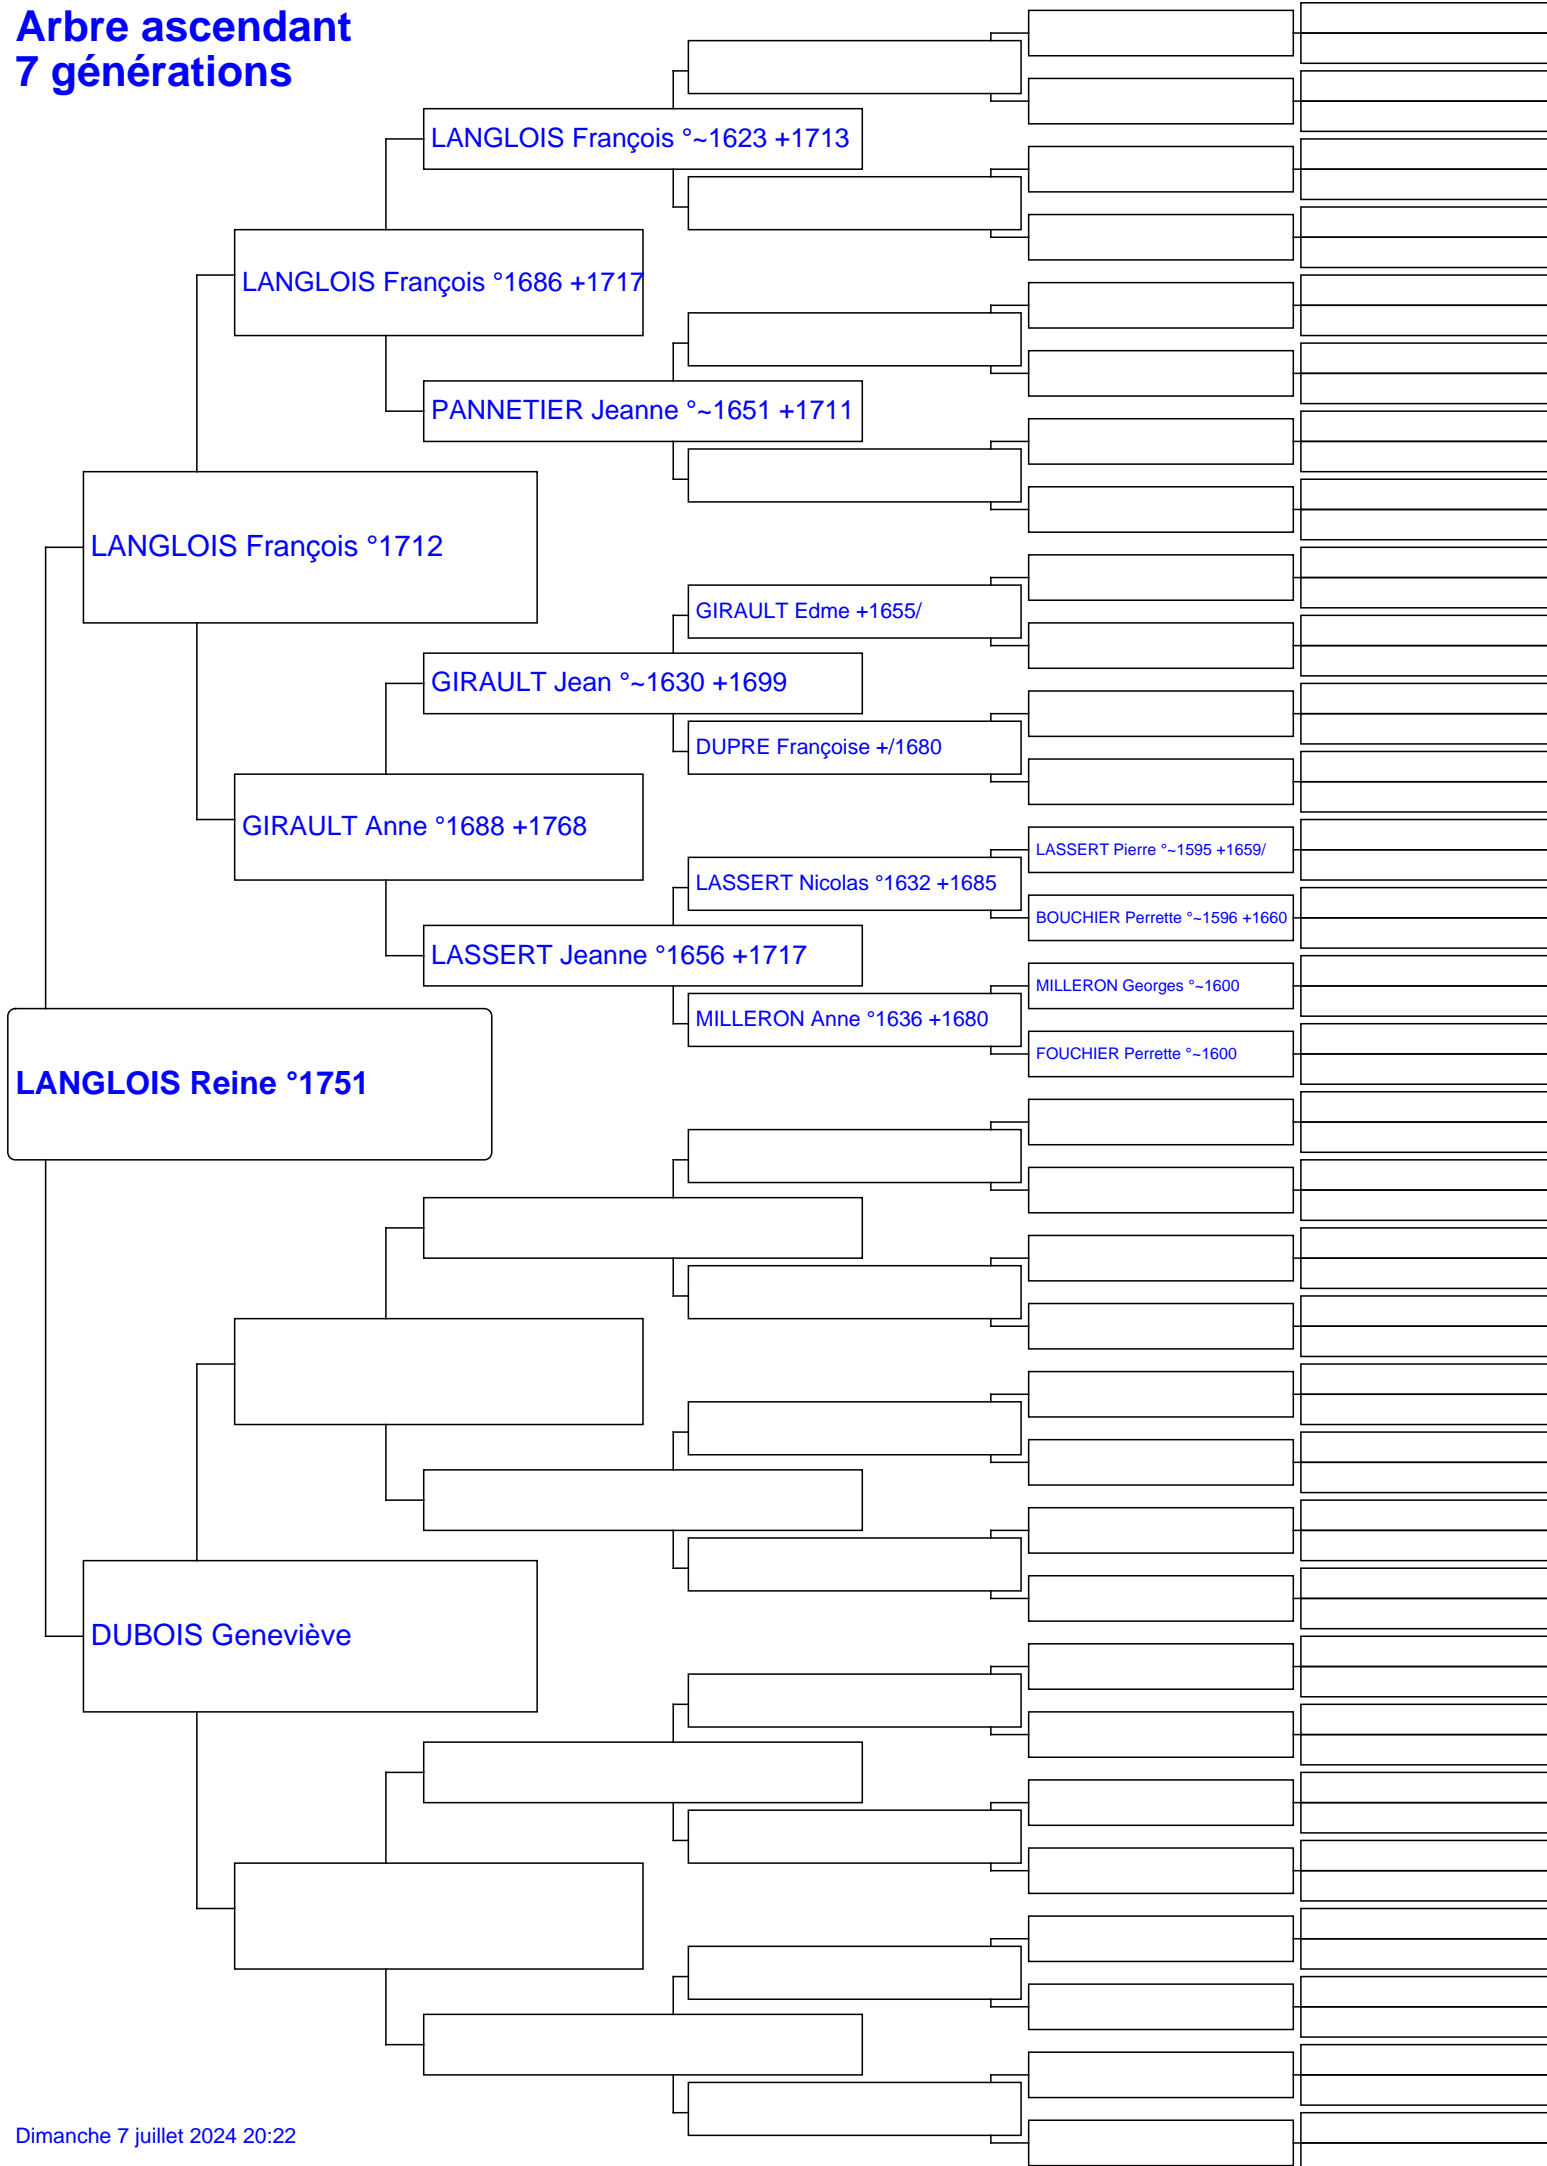 Arbre ascendant
7 générations
LANGLOIS François °~1623 +1713
LANGLOIS François °1686 +1717
PANNETIER Jeanne °~1651 +1711
LANGLOIS François °1712
GIRAULT Edme +1655/
GIRAULT Jean °~1630 +1699
DUPRE Françoise +/1680
GIRAULT Anne °1688 +1768
LASSERT Pierre °~1595 +1659/
LASSERT Nicolas °1632 +1685
BOUCHIER Perrette °~1596 +1660
LASSERT Jeanne °1656 +1717
MILLERON Georges °~1600
MILLERON Anne °1636 +1680
FOUCHIER Perrette °~1600
LANGLOIS Reine °1751
DUBOIS Geneviève
Dimanche 7 juillet 2024 20:22